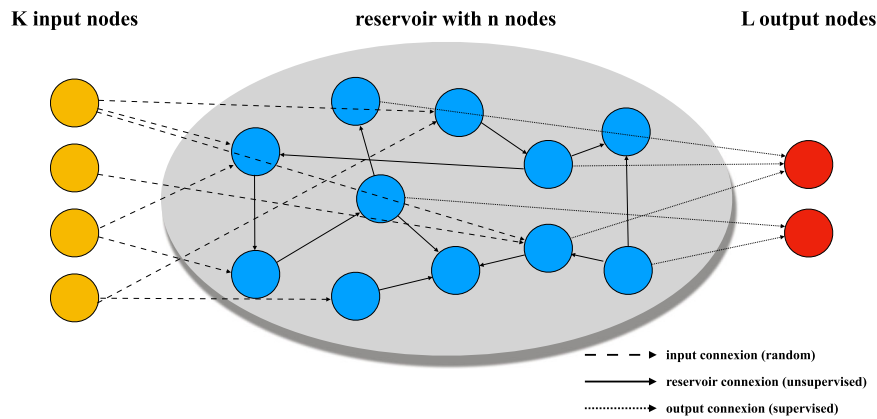 K input nodes
reservoir with n nodes
L output nodes
input connexion (random)
reservoir connexion (unsupervised)
output connexion (supervised)